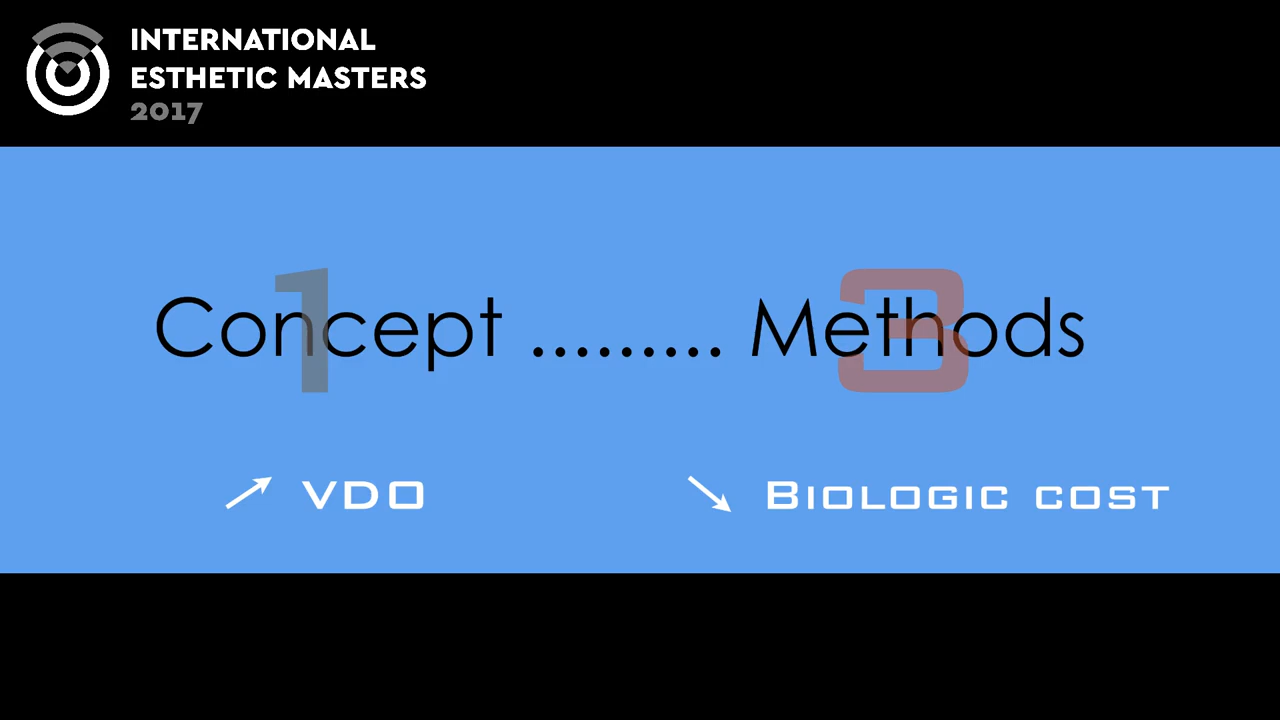 INTERNATIONAL
ESTHETIC MASTERS
2017
1 3
Concept ......... Methods
VDO
BIOLOGIC COST